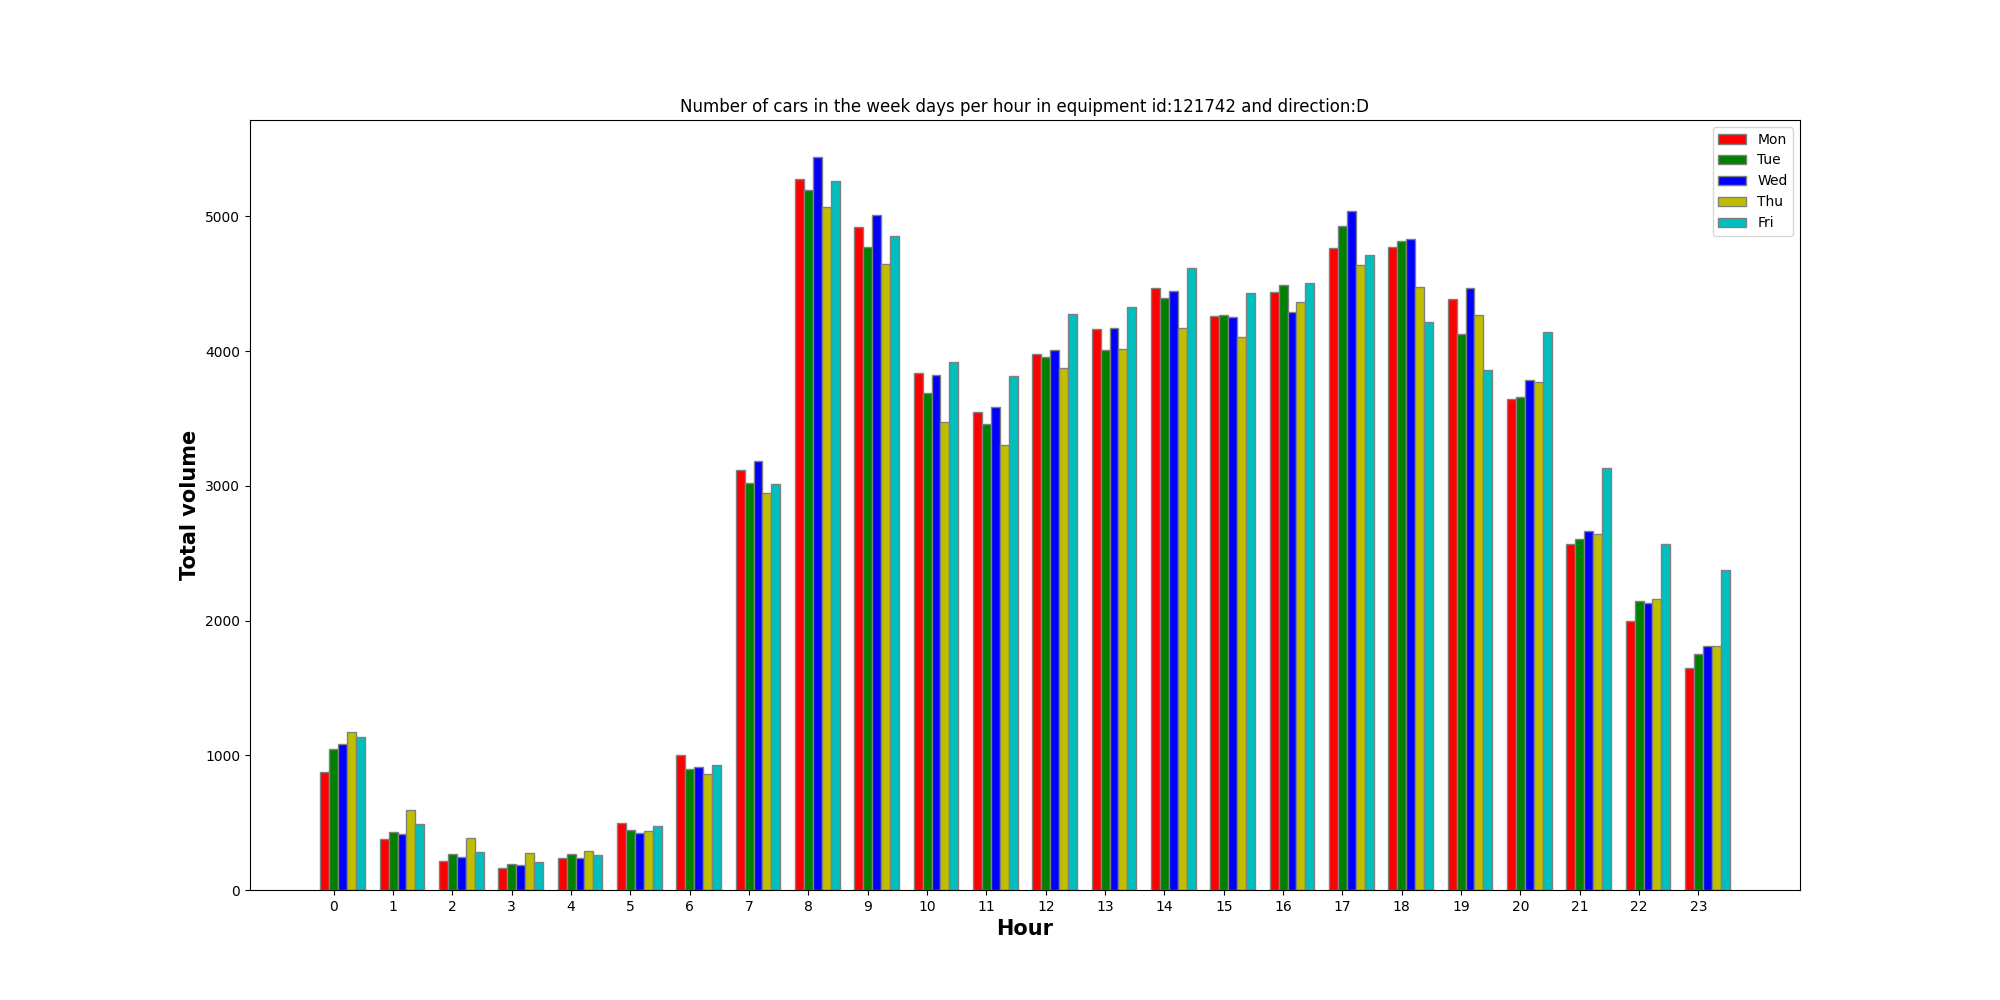 Number of cars in the week days per hour in equipment id:121742 and direction:D
Mon
Tue
Wed
Thu
Fri
5000
4000
3000
2000
1000
0
Total volume
0 1 2 3 4 5 6 7 8 9 10 11 12 13 14 15 16 17 18 19 20 21 22 23
Hour